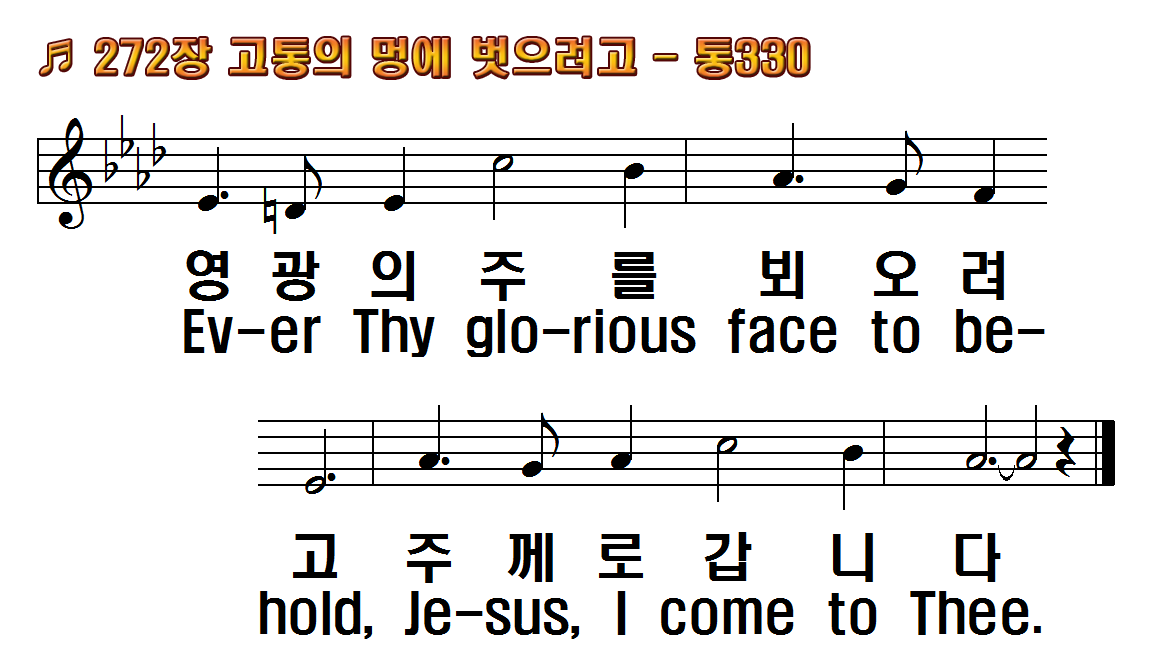 ♬ 272장 고통의 멍에 벗으려고 - 통330
영 광 의 주 를 뵈 오 려
Ev-er Thy glo-rious face to be-
고 주 께 로 갑 니 다
hold, Je-sus, I come to Thee.